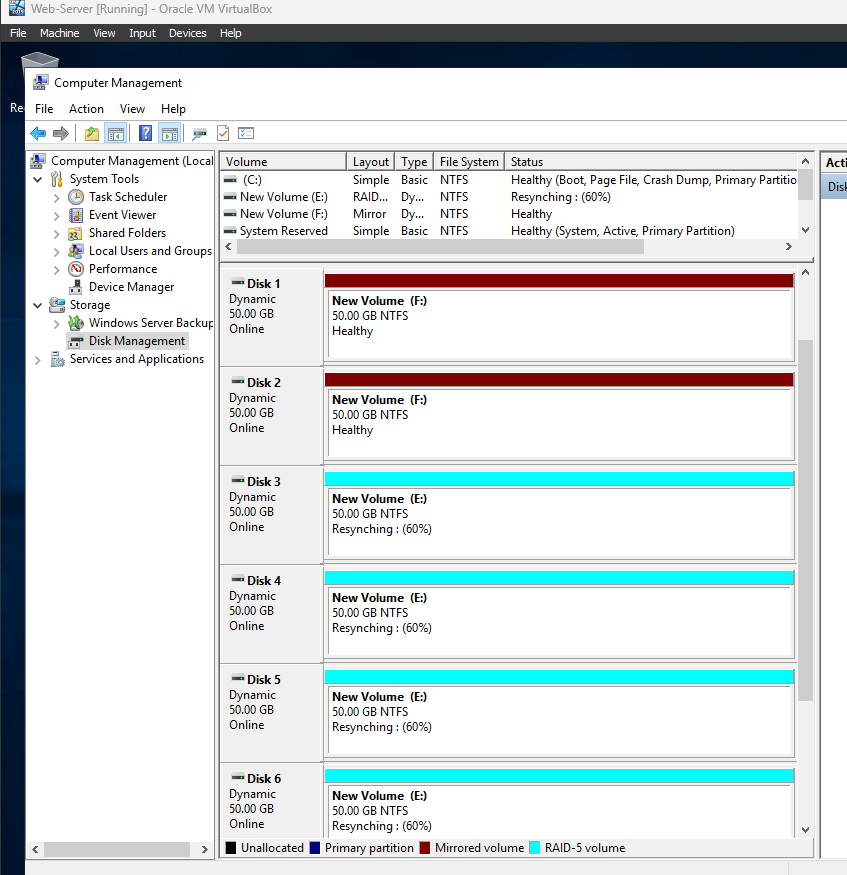 Web-Server [Running] - Oracle VM VirtualBox
File Machine View Input Devices Help
Re
Computer Management
File Action View Help
Computer Management (Local
System Tools
Task Scheduler
Event Viewer
Shared Folders
Local Users and Groups
Performance
Device Manager
Storage
Windows Server Backup
Disk Management
Services and Applications
Volume Layout Type File System Status
(C:) Simple Basic NTFS Healthy (Boot, Page File, Crash Dump, Primary Partitio
New Volume (E:) RAID... Dy... NTFS Resynching : (60%)
New Volume (F:) Mirror Dy... NTFS Healthy
System Reserved Simple Basic NTFS Healthy (System, Active, Primary Partition)
Disk 1
Dynamic
50.00 GB
Online
New Volume (F:)
50.00 GB NTFS
Healthy
Disk 2
Dynamic
50.00 GB
Online
New Volume (F:)
50.00 GB NTFS
Healthy
Disk 3
Dynamic
50.00 GB
Online
New Volume (E:)
50.00 GB NTFS
Resynching : (60%)
Disk 4
Dynamic
50.00 GB
Online
New Volume (E:)
50.00 GB NTFS
Resynching : (60%)
Disk 5
Dynamic
50.00 GB
Online
New Volume (E:)
50.00 GB NTFS
Resynching : (60%)
Disk 6
Dynamic
50.00 GB
Online
New Volume (E:)
50.00 GB NTFS
Resynching : (60%)
Unallocated Primary partition Mirrored volume RAID-5 volume
Acti
Disk